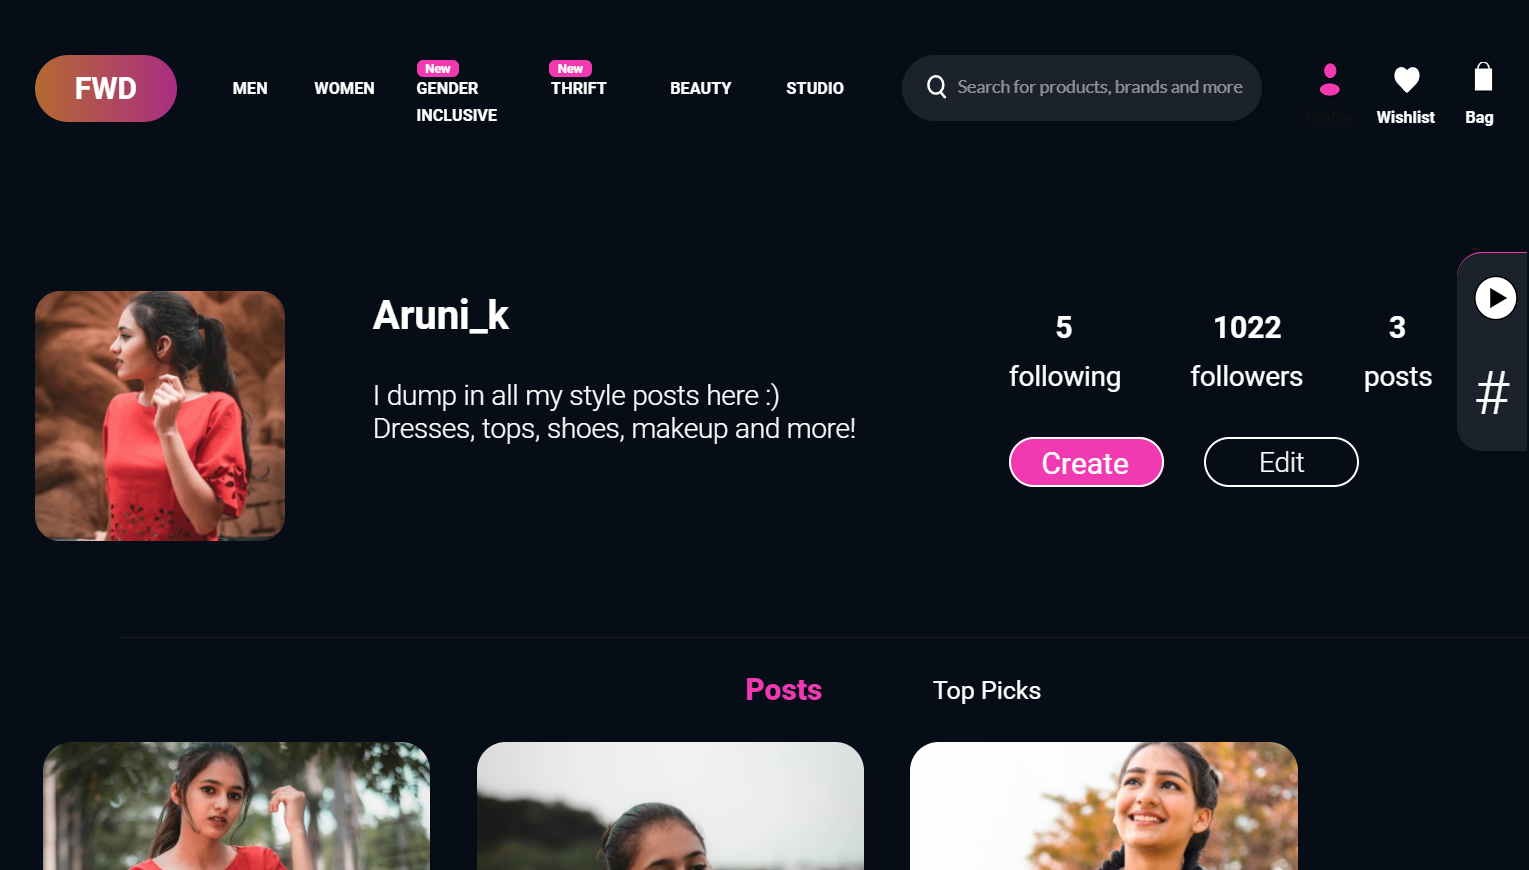 FWD
MEN
WOMEN
New
GENDER
INCLUSIVE
New
THRIFT
BEAUTY
STUDIO
Search for products, brands and more
Profile
Wishlist
Bag
Aruni_k
I dump in all my style posts here :)
Dresses, tops, shoes, makeup and more!
5
following
1022
followers
3
posts
#
Create
Edit
Posts
Top Picks